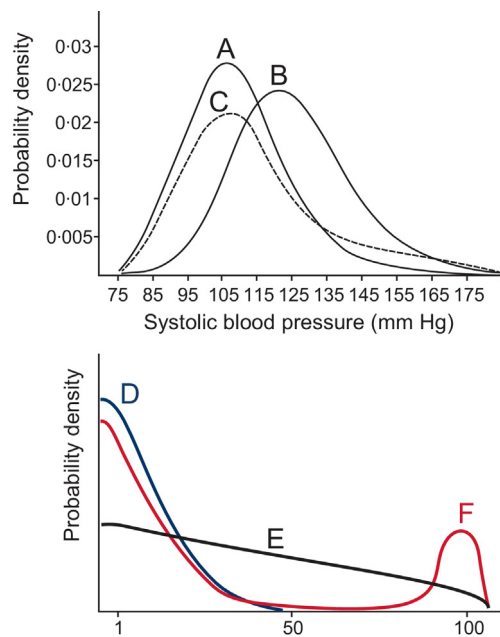 Probability density
0·03
0·025
0·02
0·015
0·01
0·005
A
B
C
75 85 95 105 115 125 135 145 155 165 175
Systolic blood pressure (mm Hg)
Probability density
D
E
F
1 50 100